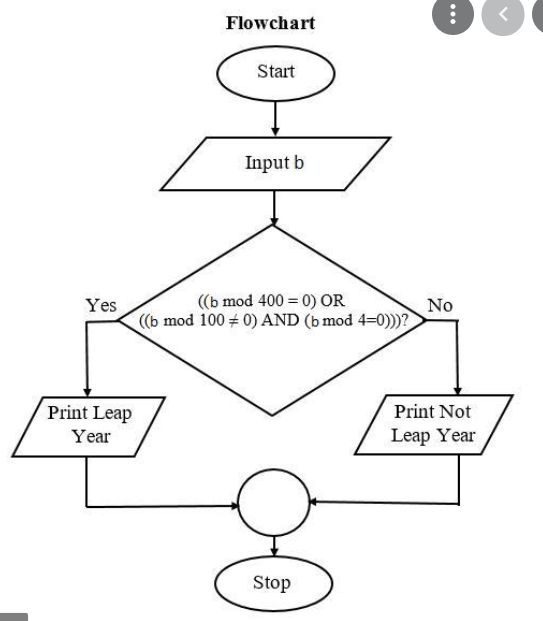 Flowchart
Start
Input b
Yes
((b mod 400 = 0) OR
((b mod 100 ≠ 0) AND (b mod 4=0)))?
No
Print Leap
Year
Print Not
Leap Year
Stop